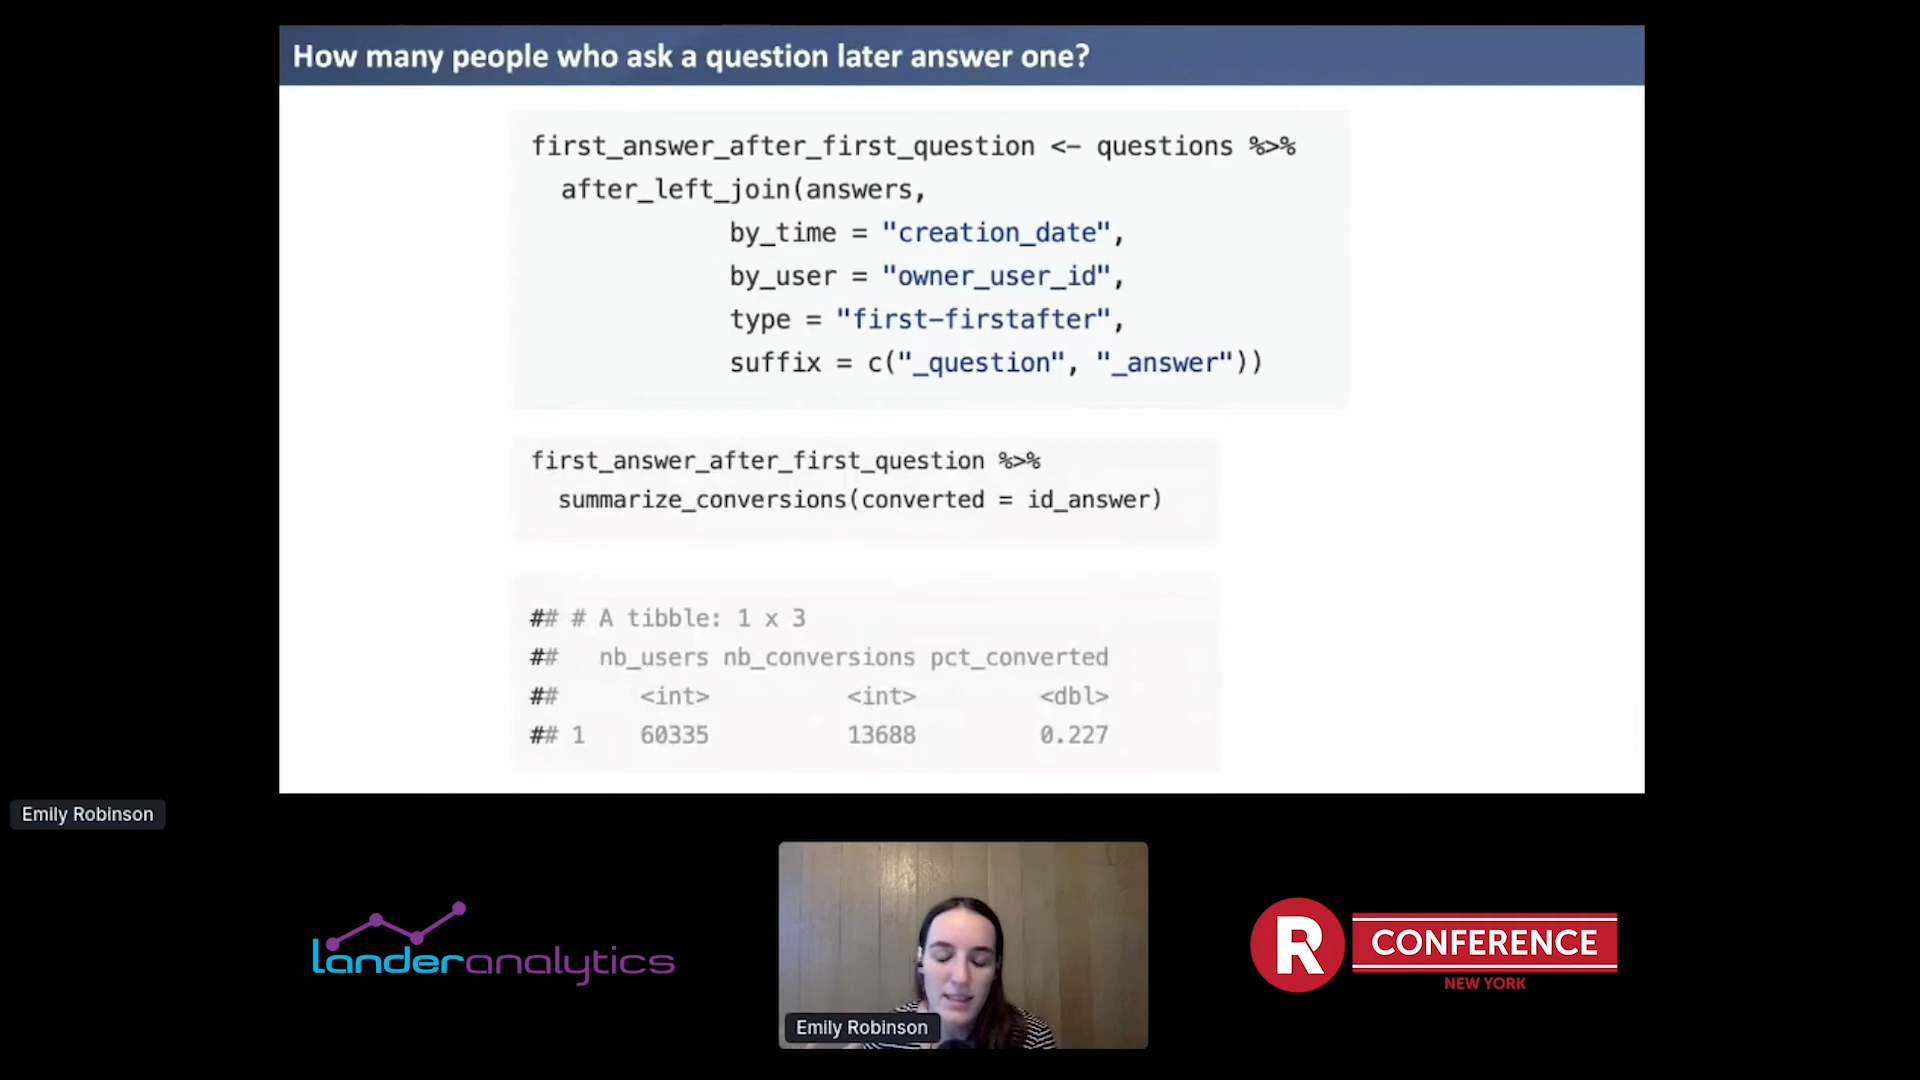 How many people who ask a question later answer one?
first_answer_after_first_question <- questions %>%
after_left_join(answers,
by_time = "creation_date",
by_user = "owner_user_id",
type = "first-firstafter",
suffix = c("_question", "_answer"))
first_answer_after_first_question %>%
summarize_conversions(converted = id_answer)
## # A tibble: 1 x 3
## nb_users nb_conversions pct_converted
## <int> <int> <dbl>
## 1 60335 13688 0.227
Emily Robinson
landeranalytics
Emily Robinson
R CONFERENCE
NEW YORK